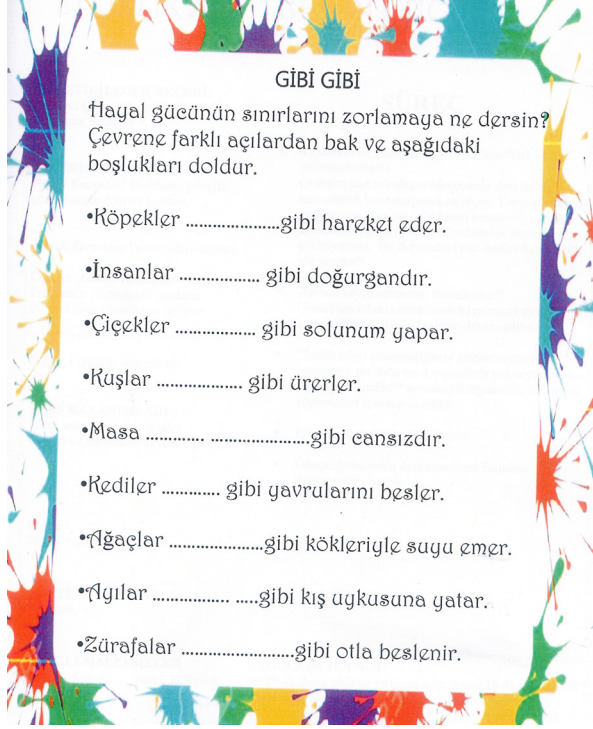 GİBİ GİBİ
Hayal gücünün sınırlarını zorlamaya ne dersin?
Çevrene farklı açılardan bak ve aşağıdaki
boşlukları doldur.
•Köpekler ......................gibi hareket eder.
•İnsanlar .................. gibi doğurgandır.
•Çiçekler .................. gibi solunum yapar.
•Kuşlar ................... gibi ürerler.
•Masa ............. ......................gibi cansızdır.
•Kediler ............. gibi yavrularını besler.
•Ağaçlar .....................gibi kökleriyle suyu emer.
•Ayılar ................. .....gibi kış uykusuna yatar.
•Zürafalar .........................gibi otla beslenir.